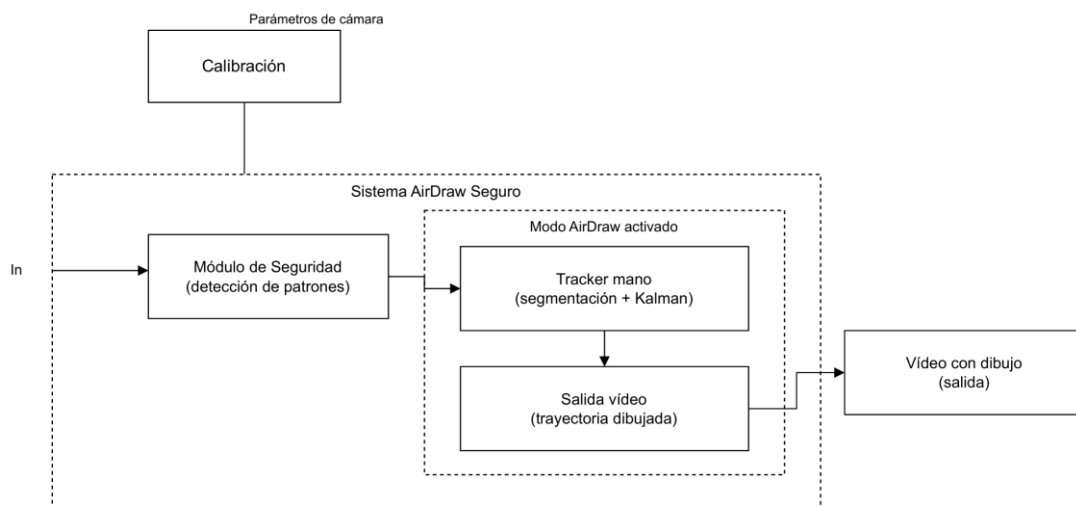 Parámetros de cámara
Calibración
Sistema AirDraw Seguro
Modo AirDraw activado
In
Módulo de Seguridad
(detección de patrones)
Tracker mano
(segmentación + Kalman)
Salida vídeo
(trayectoria dibujada)
Vídeo con dibujo
(salida)